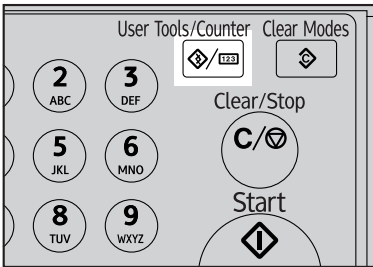 User Tools/Counter Clear Modes
123 C
2 3
ABC DEF
Clear/Stop
5 6 C/
JKL MNO
Start
8 9
TUV WXYZ